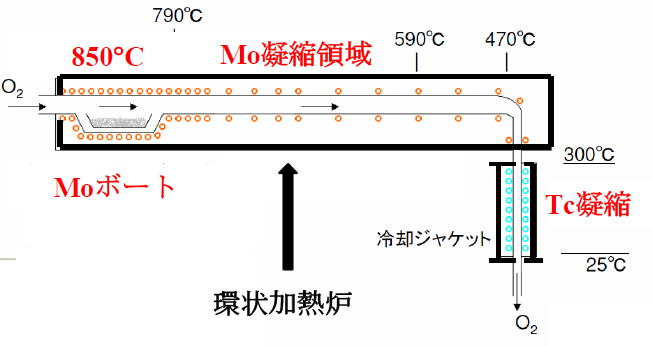 790℃
850°C
Mo凝縮領域
590℃
470℃
O2
Moボート
300℃
Tc凝縮
冷却ジャケット
25℃
環状加熱炉
O2